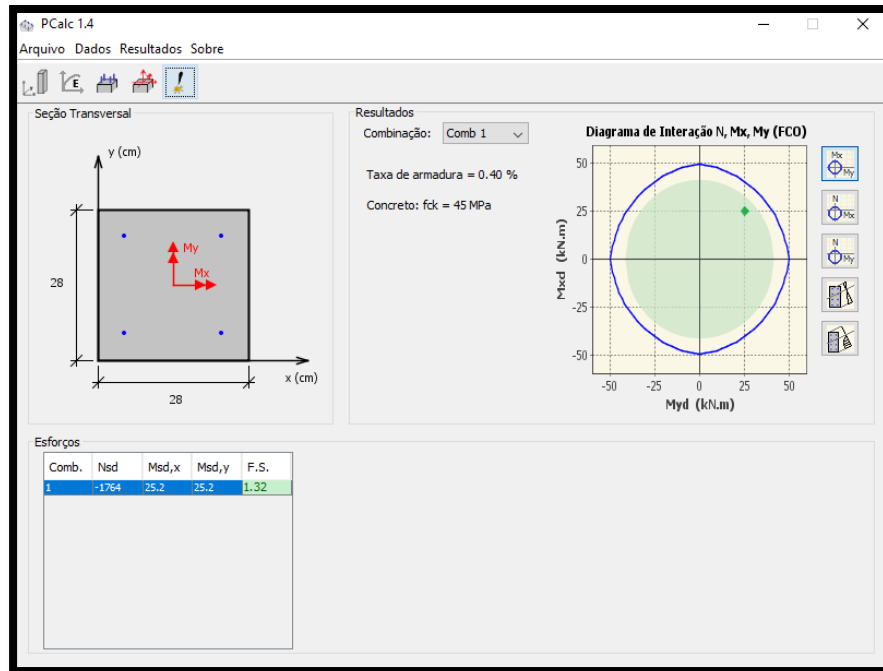 PCalc 1.4
Arquivo Dados Resultados Sobre
E
Seção Transversal
y (cm)
My
Mx
28
x (cm)
28
Resultados
Combinação: Comb 1
Taxa de armadura = 0.40 %
Concreto: fck = 45 MPa
Diagrama de Interação N, Mx, My (FCO)
50
25
0
-25
-50
Mxd (kN.m)
-50 -25 0 25 50
Myd (kN.m)
Mx
My
N
Mx
N
My
Esforços
Comb. Nsd Msd,x Msd,y F.S.
1 -1764 25.2 25.2 1.32